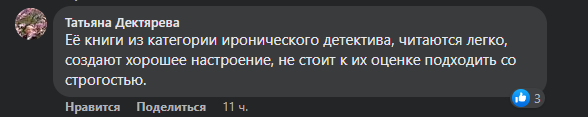 Татьяна Дектярева
Её книги из категории иронического детектива, читаются легко,
создают хорошее настроение, не стоит к их оценке подходить со
строгостью.
Нравится Поделиться 11 ч. 3